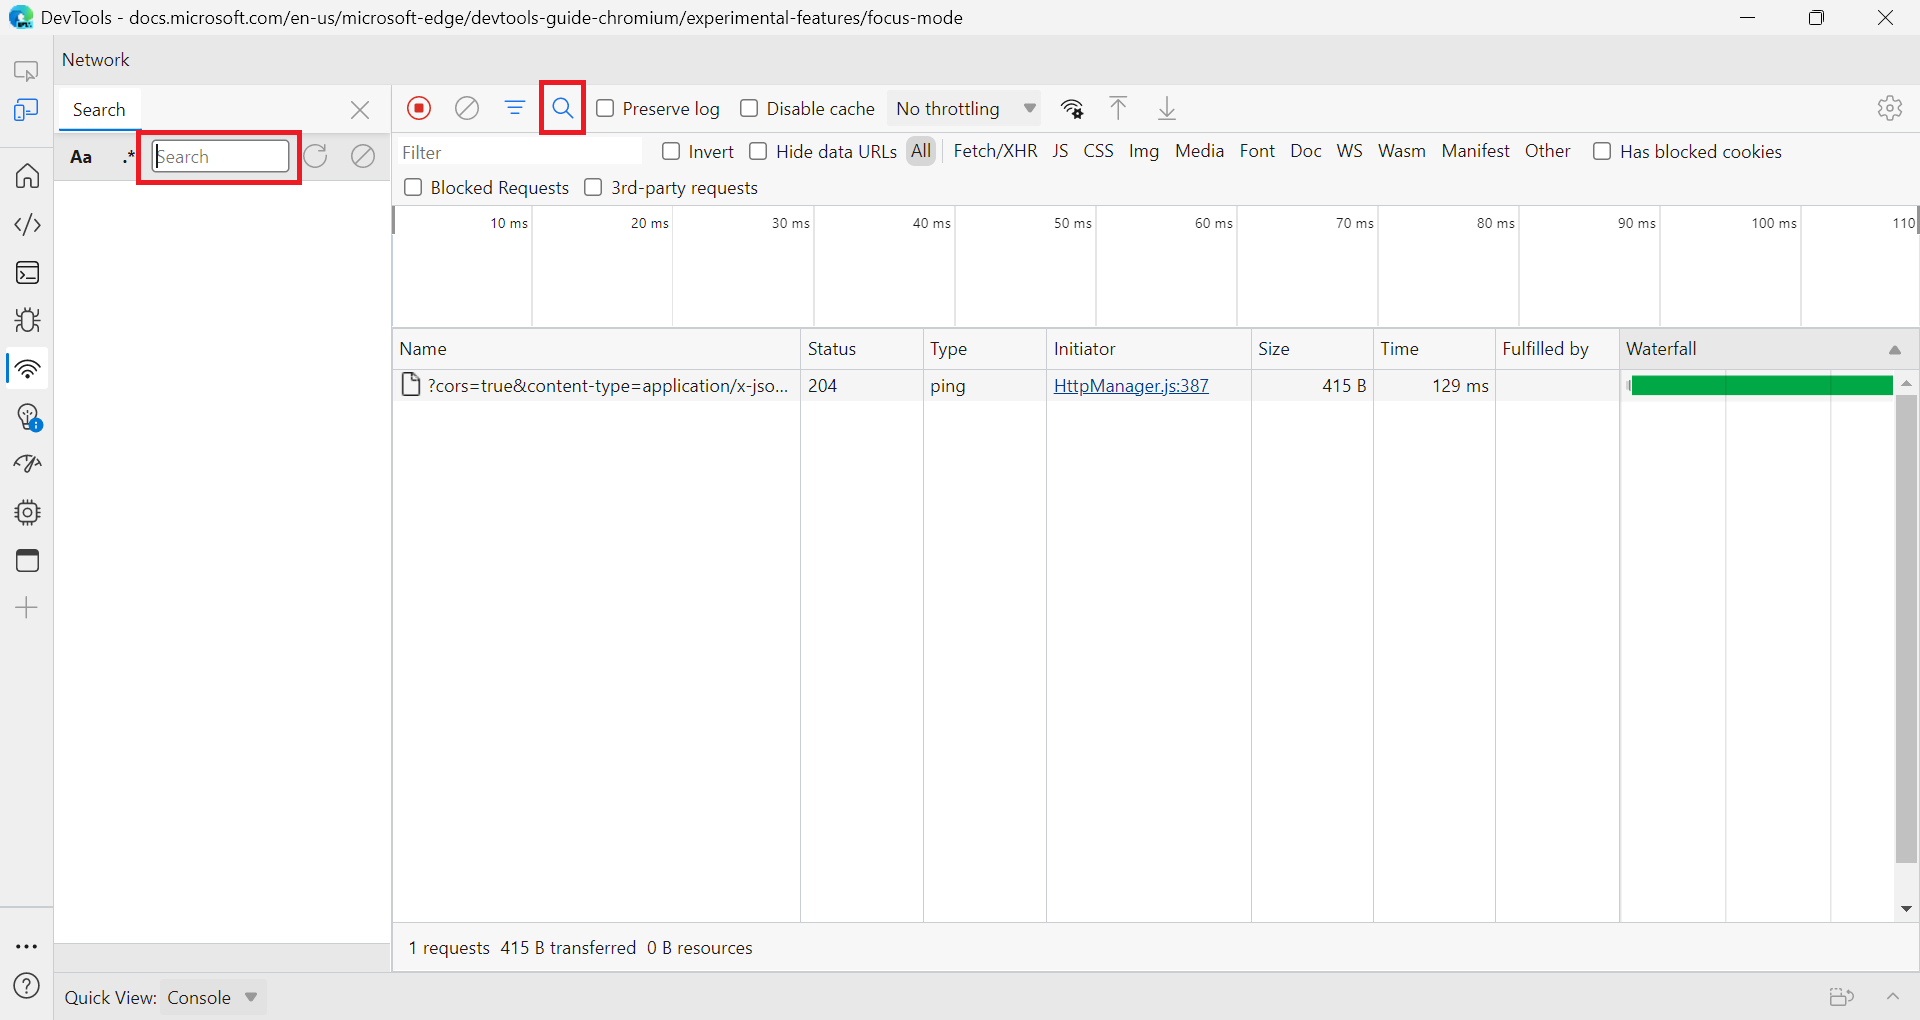 DevTools - docs.microsoft.com/en-us/microsoft-edge/devtools-guide-chromium/experimental-features/focus-mode
Network
Search
Preserve log Disable cache No throttling
Aa .* Search
Filter Invert Hide data URLs All Fetch/XHR JS CSS Img Media Font Doc WS Wasm Manifest Other Has blocked cookies
Blocked Requests 3rd-party requests
10 ms 20 ms 30 ms 40 ms 50 ms 60 ms 70 ms 80 ms 90 ms 100 ms 110
Name Status Type Initiator Size Time Fulfilled by Waterfall
?cors=true&content-type=application/x-jso... 204 ping HttpManager.js:387 415 B 129 ms
1 requests 415 B transferred 0 B resources
Quick View: Console